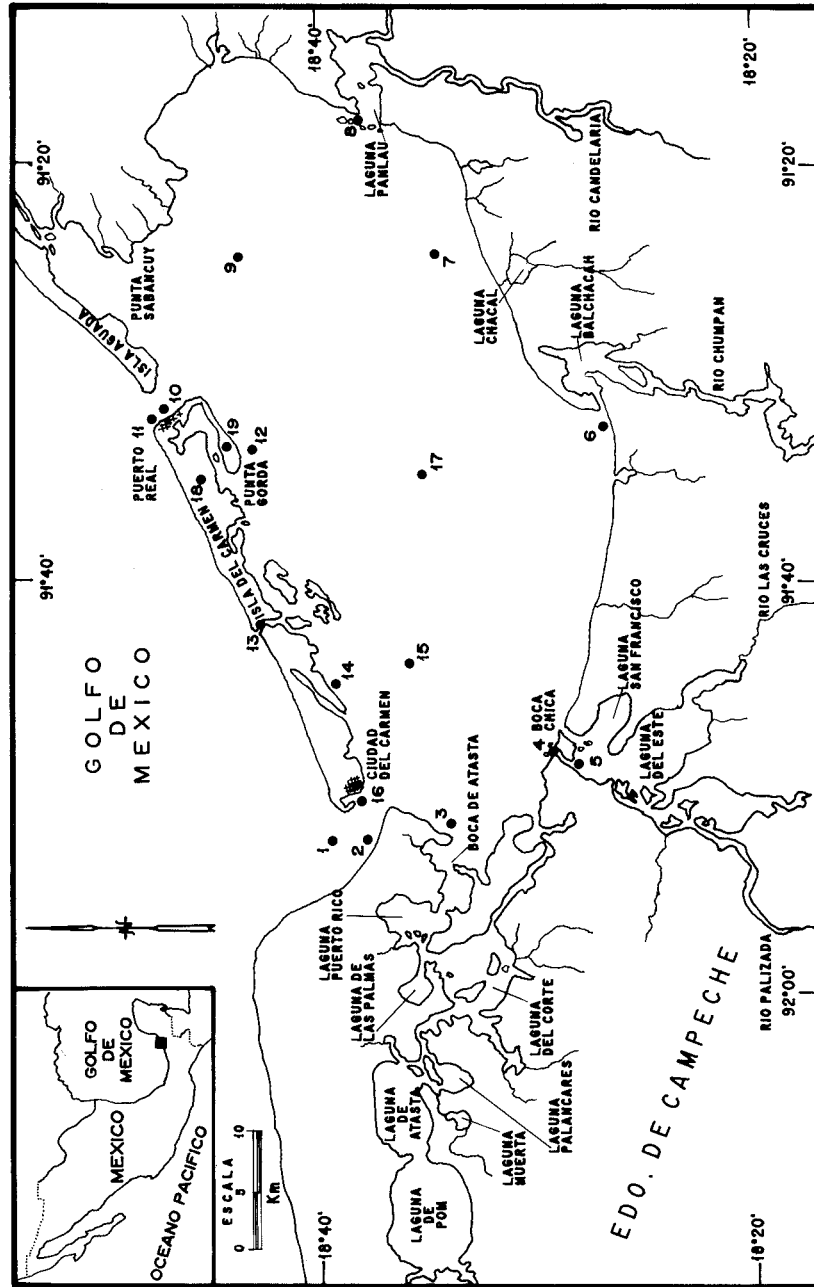 GOLFO
DE
MEXICO
MEXICO
OCEANO PACIFICO
ESCALA
0 5 10
Km
GOLFO
DE
MEXICO
91°40'
91°20'
18°40'
18°40'
18°20'
18°20'
92°00'
91°40'
91°20'
ISLA AGUADA
PUNTA
SABANCUY
PUERTO
REAL
ISLA DEL CARMEN
PUNTA
GORDA
CIUDAD
DEL CARMEN
LAGUNA
PANLAU
RIO CANDELARIA
LAGUNA
CHACAL
LAGUNA
BALCHACAH
RIO CHUMPAN
RIO LAS CRUCES
LAGUNA
SAN FRANCISCO
BOCA
CHICA
LAGUNA
DEL ESTE
BOCA DE ATASTA
LAGUNA
PUERTO RICO
LAGUNA DE
LAS PALMAS
LAGUNA
DEL CORTE
LAGUNA
PALANCARES
LAGUNA
MUERTA
LAGUNA
DE
ATASTA
LAGUNA
DE
POM
RIO PALIZADA
EDO. DE CAMPECHE
1
2
3
4
5
6
7
8
9
10
11
12
13
14
15
16
17
18
19
N